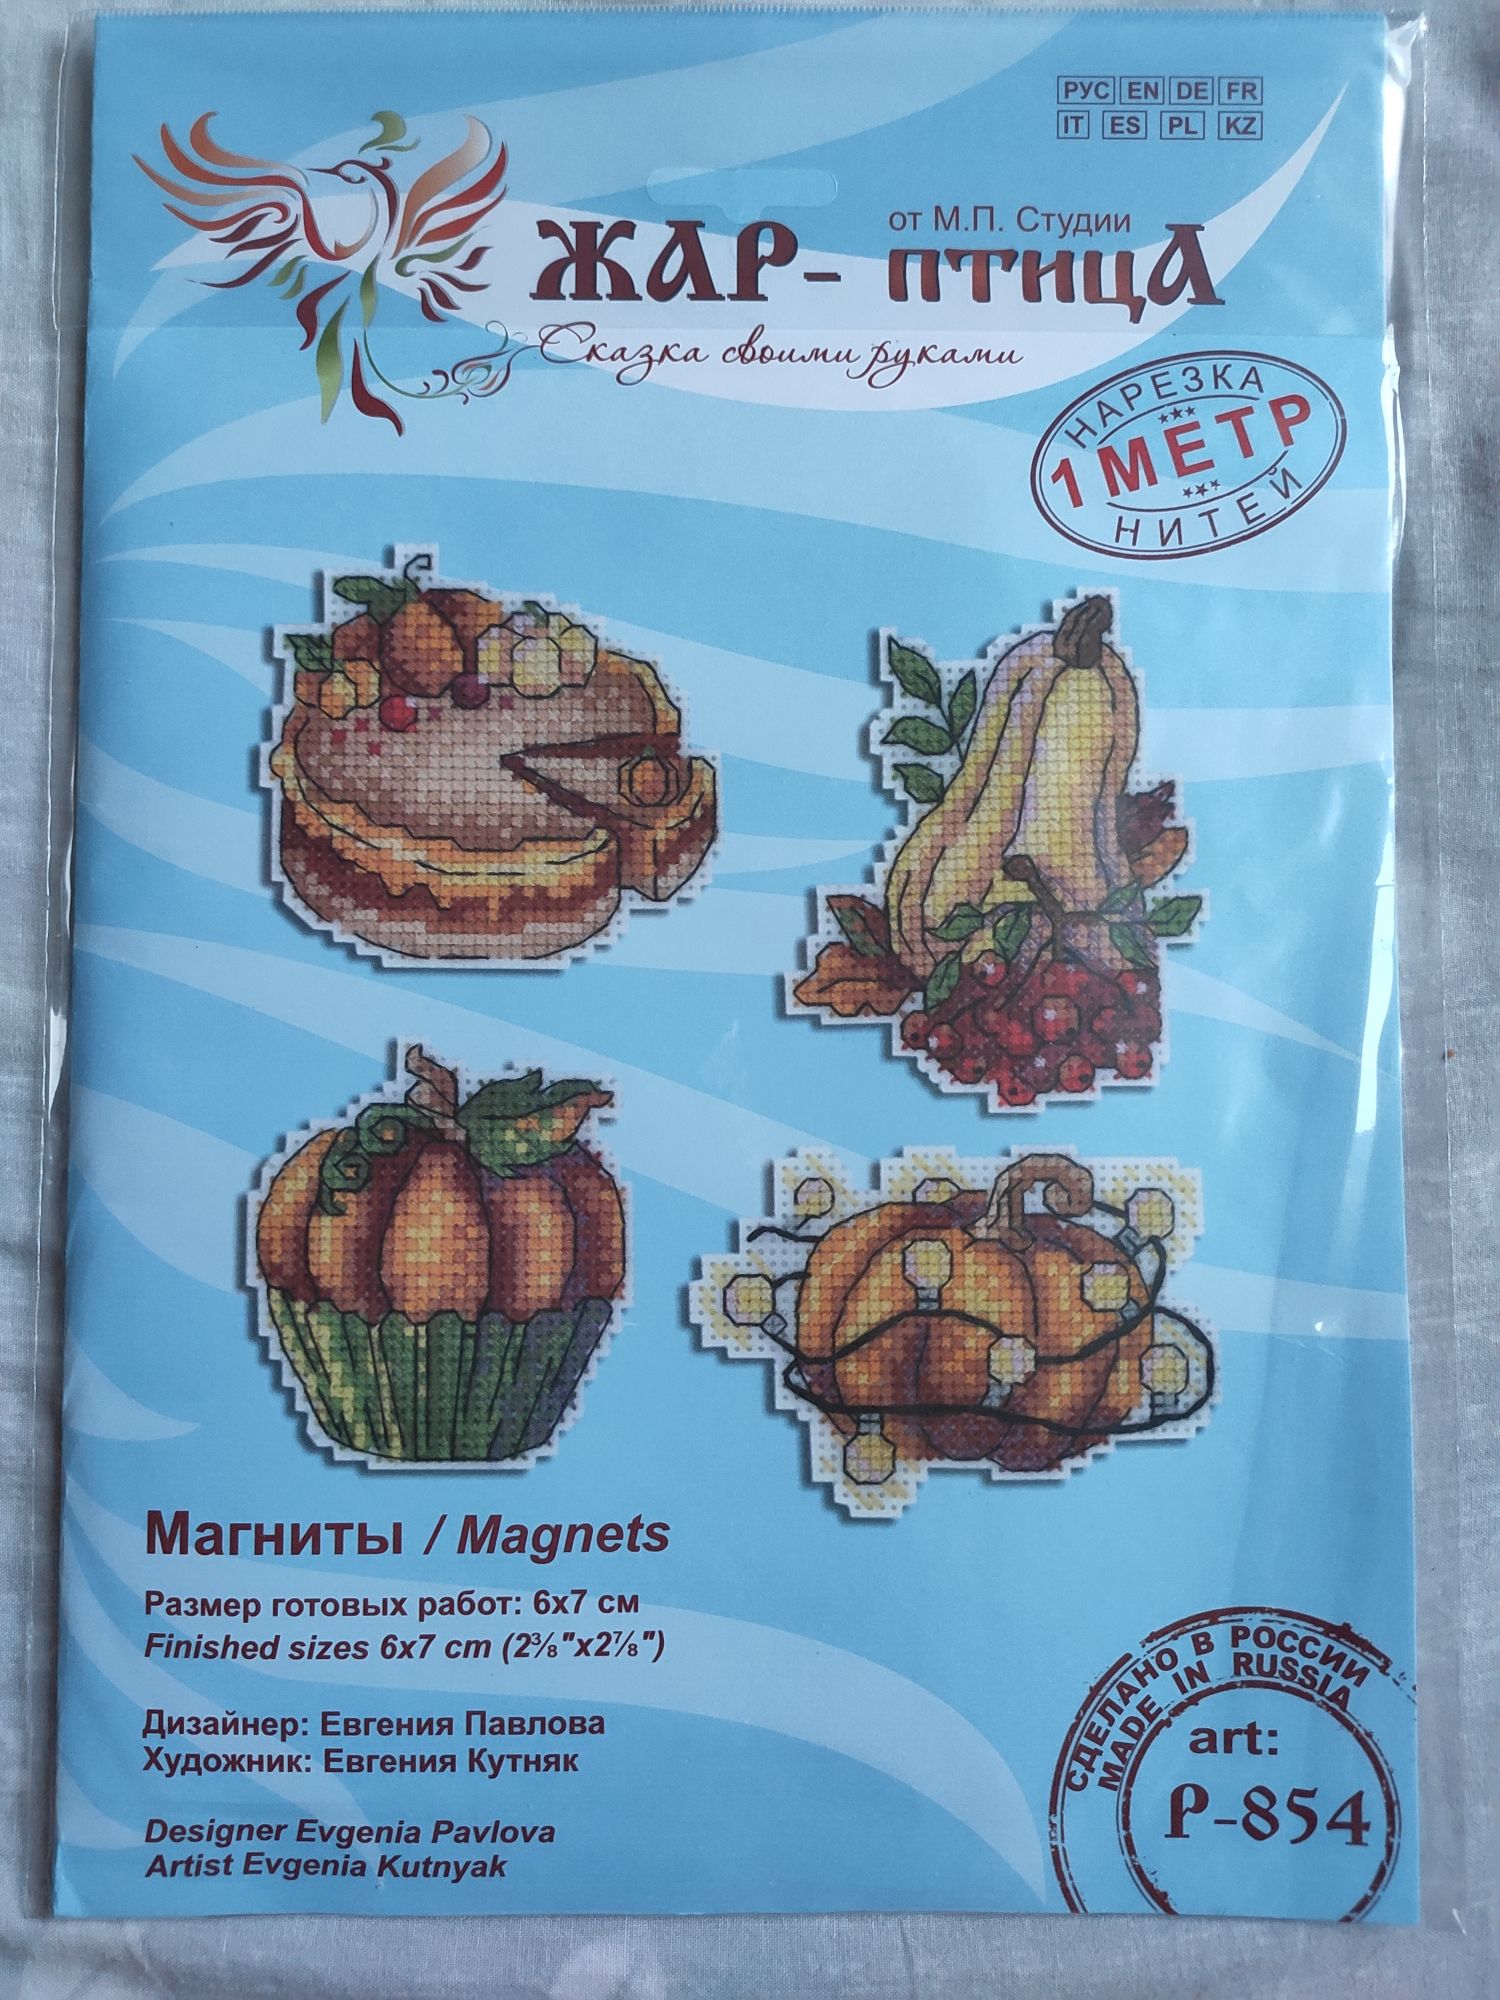 РУС EN DE FR
IT ES PL KZ
от М.П. Студии
ЖАР- птицА
Сказка своими руками
НАРЕЗКА
1 МЕТР
НИТЕЙ
Магниты / Magnets
Размер готовых работ: 6x7 см
Finished sizes 6x7 cm (2⅜"x2⅞")
Дизайнер: Евгения Павлова
Художник: Евгения Кутняк
Designer Evgenia Pavlova
Artist Evgenia Kutnyak
СДЕЛАНО В РОССИИ
MADE IN RUSSIA
art:
P-854